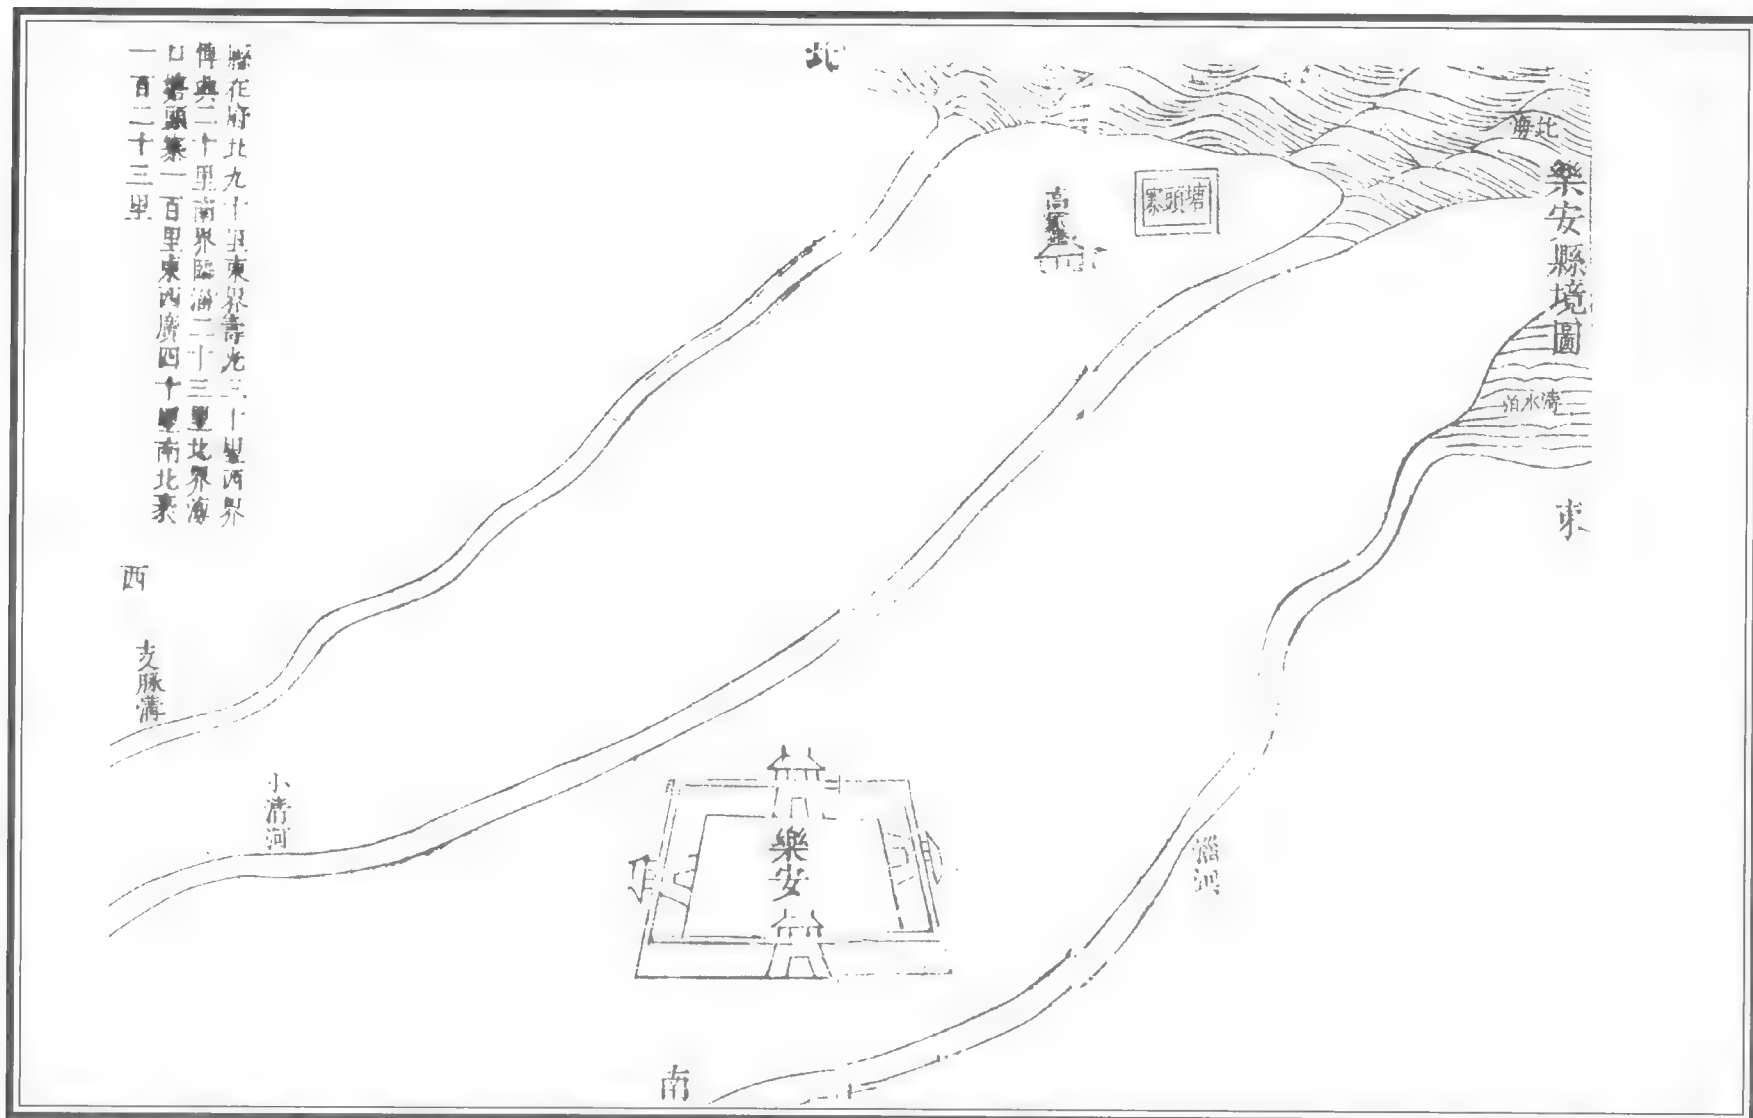 樂安縣境圖
北
北海
塘頭寨
高家
清水泊
東
縣在府北九十里東界壽光三十里西界
博興二十里南界臨淄二十三里北界海
口塘頭寨一百里東西廣四十里南北袤
一百二十三里
西
支脉溝
小清河
樂安
淄河
南